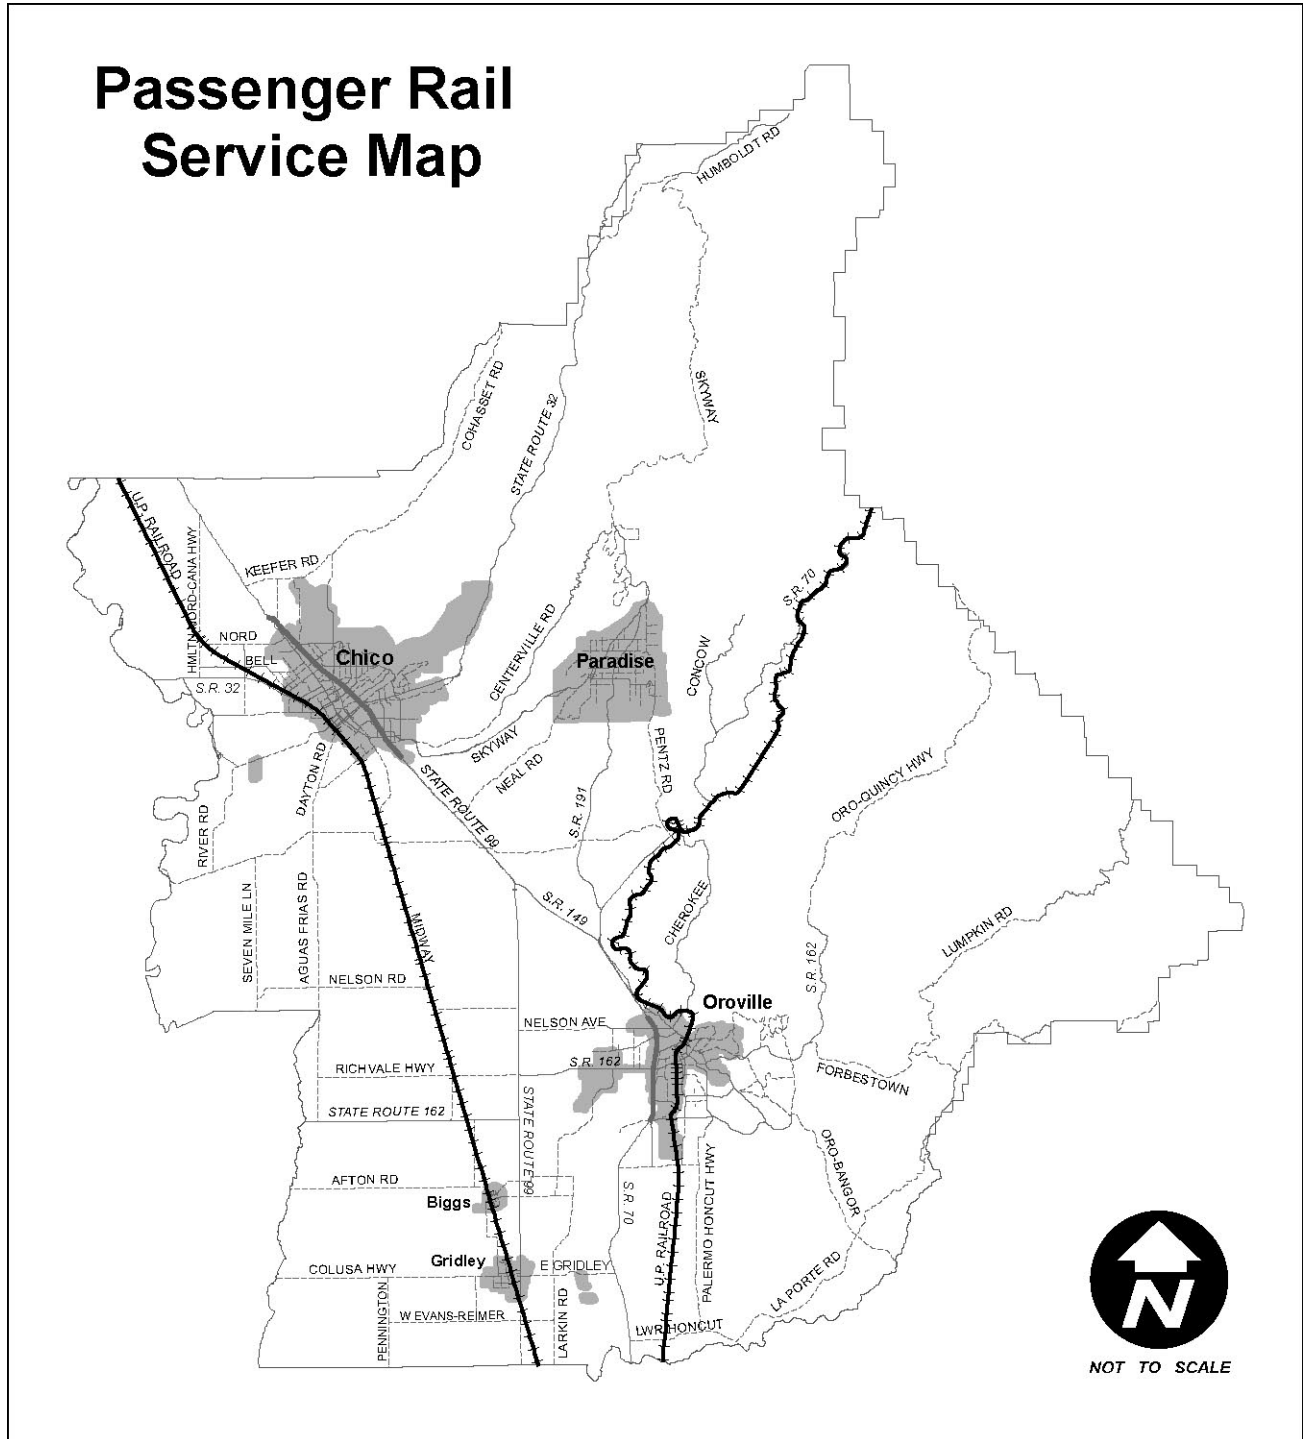 Passenger Rail
Service Map
HUMBOLDT RD
SKYWAY
COHASSET RD
STATE ROUTE 32
U.P. RAILROAD
HMLTN NORD-CANA HWY
KEEFER RD
NORD
BELL
S.R. 32
Chico
CENTERVILLE RD
Paradise
CONCOW
S.R. 70
SKYWAY
NEAL RD
PENTZ RD
ORO-QUINCY HWY
DAYTON RD
STATE ROUTE 99
S.R. 191
RIVER RD
SEVEN MILE LN
AGUAS FRIAS RD
MIDWAY
S.R. 149
CHEROKEE
S.R. 162
LUMPKIN RD
NELSON RD
Oroville
NELSON AVE
S.R. 162
RICHVALE HWY
FORBESTOWN
STATE ROUTE 162
STATE ROUTE 99
ORO-BANGOR
AFTON RD
Biggs
S.R. 70
U.P. RAILROAD
PALERMO HONCUT HWY
Gridley
COLUSA HWY
E GRIDLEY
LA PORTE RD
PENNINGTON
W EVANS-REIMER
LARKIN RD
LWR HONCUT
N
NOT TO SCALE